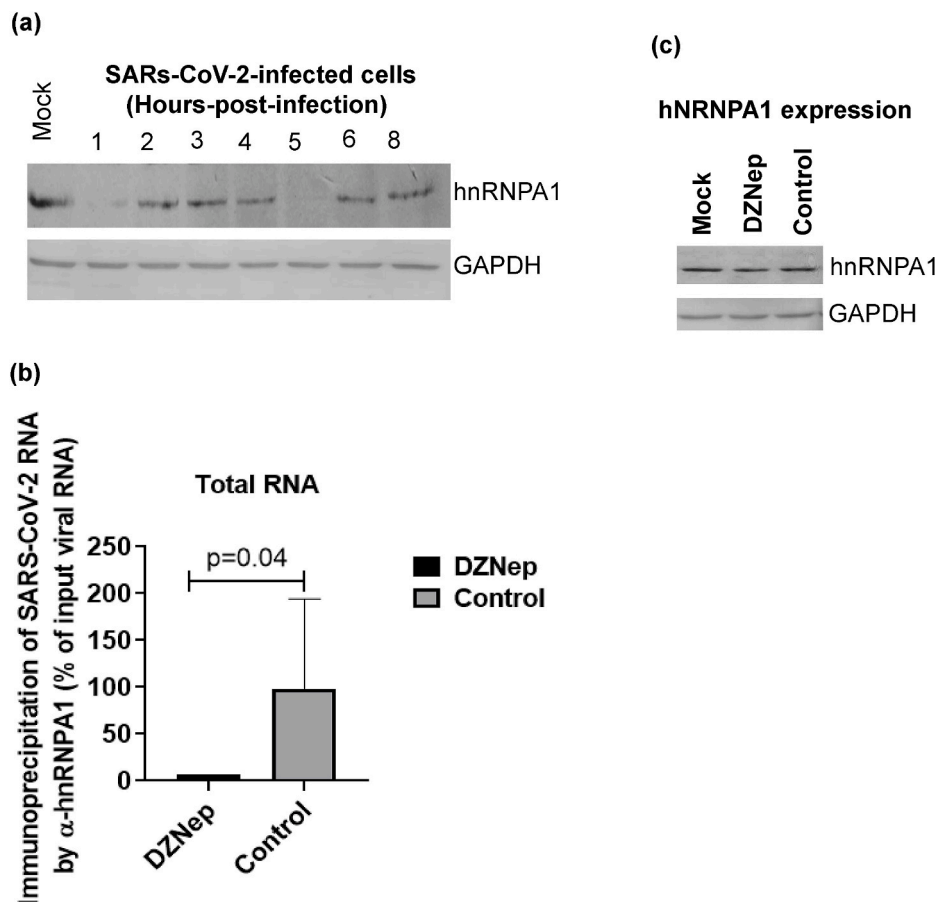 (a)
SARs-CoV-2-infected cells
(Hours-post-infection)
Mock
1 2 3 4 5 6 8
hnRNPA1
GAPDH
(c)
hNRNPA1 expression
Mock
DZNep
Control
hnRNPA1
GAPDH
(b)
Immunoprecipitation of SARS-CoV-2 RNA
by α-hnRNPA1 (% of input viral RNA)
Total RNA
250
200
150
100
50
0
p=0.04
DZNep
Control
DZNep
Control